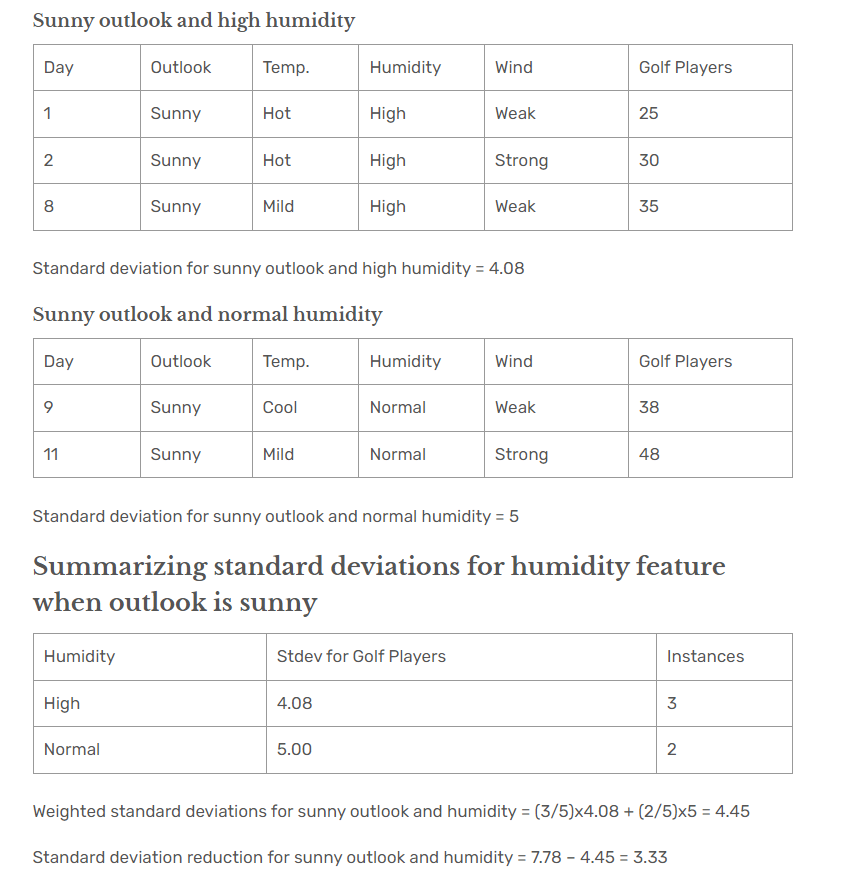 Sunny outlook and high humidity
Day Outlook Temp. Humidity Wind Golf Players
1 Sunny Hot High Weak 25
2 Sunny Hot High Strong 30
8 Sunny Mild High Weak 35
Standard deviation for sunny outlook and high humidity = 4.08
Sunny outlook and normal humidity
Day Outlook Temp. Humidity Wind Golf Players
9 Sunny Cool Normal Weak 38
11 Sunny Mild Normal Strong 48
Standard deviation for sunny outlook and normal humidity = 5
Summarizing standard deviations for humidity feature
when outlook is sunny
Humidity Stdev for Golf Players Instances
High 4.08 3
Normal 5.00 2
Weighted standard deviations for sunny outlook and humidity = (3/5)x4.08 + (2/5)x5 = 4.45
Standard deviation reduction for sunny outlook and humidity = 7.78 – 4.45 = 3.33